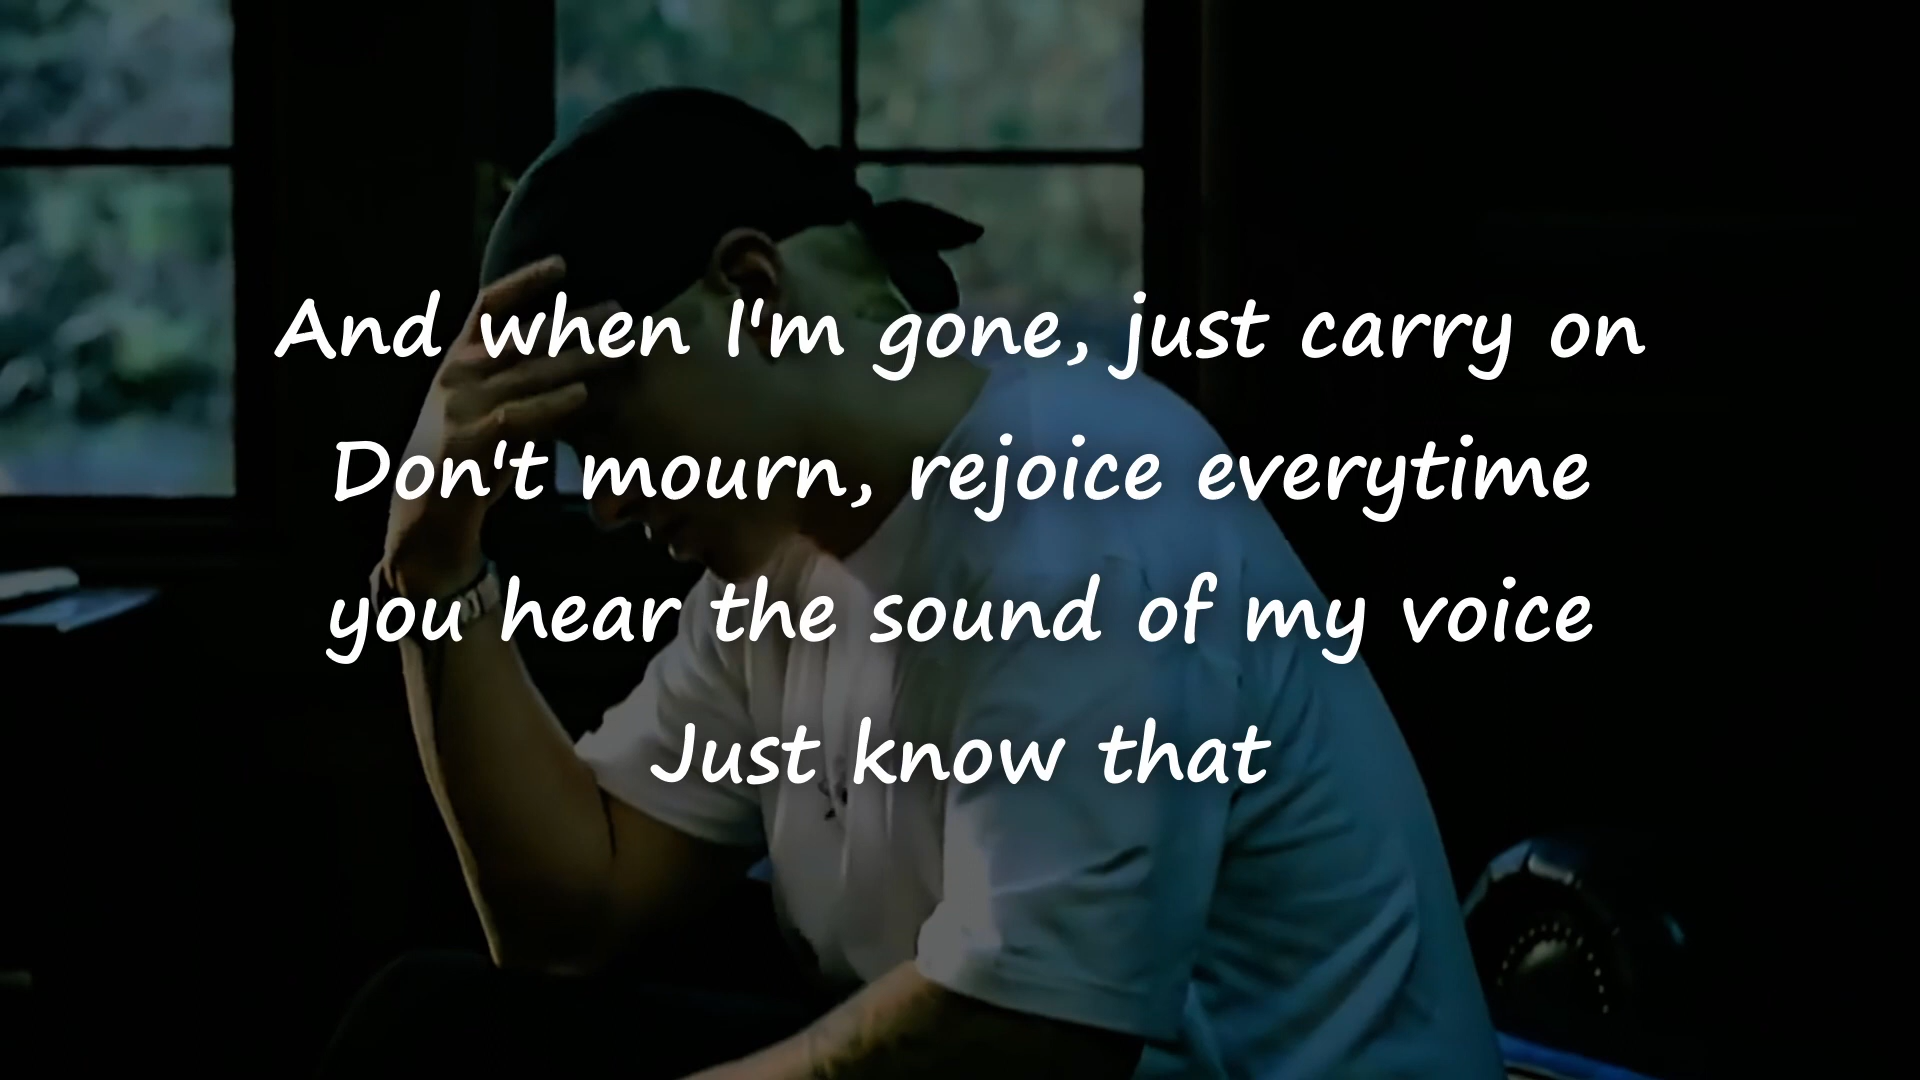 And when I'm gone, just carry on
Don't mourn, rejoice everytime
you hear the sound of my voice
Just know that